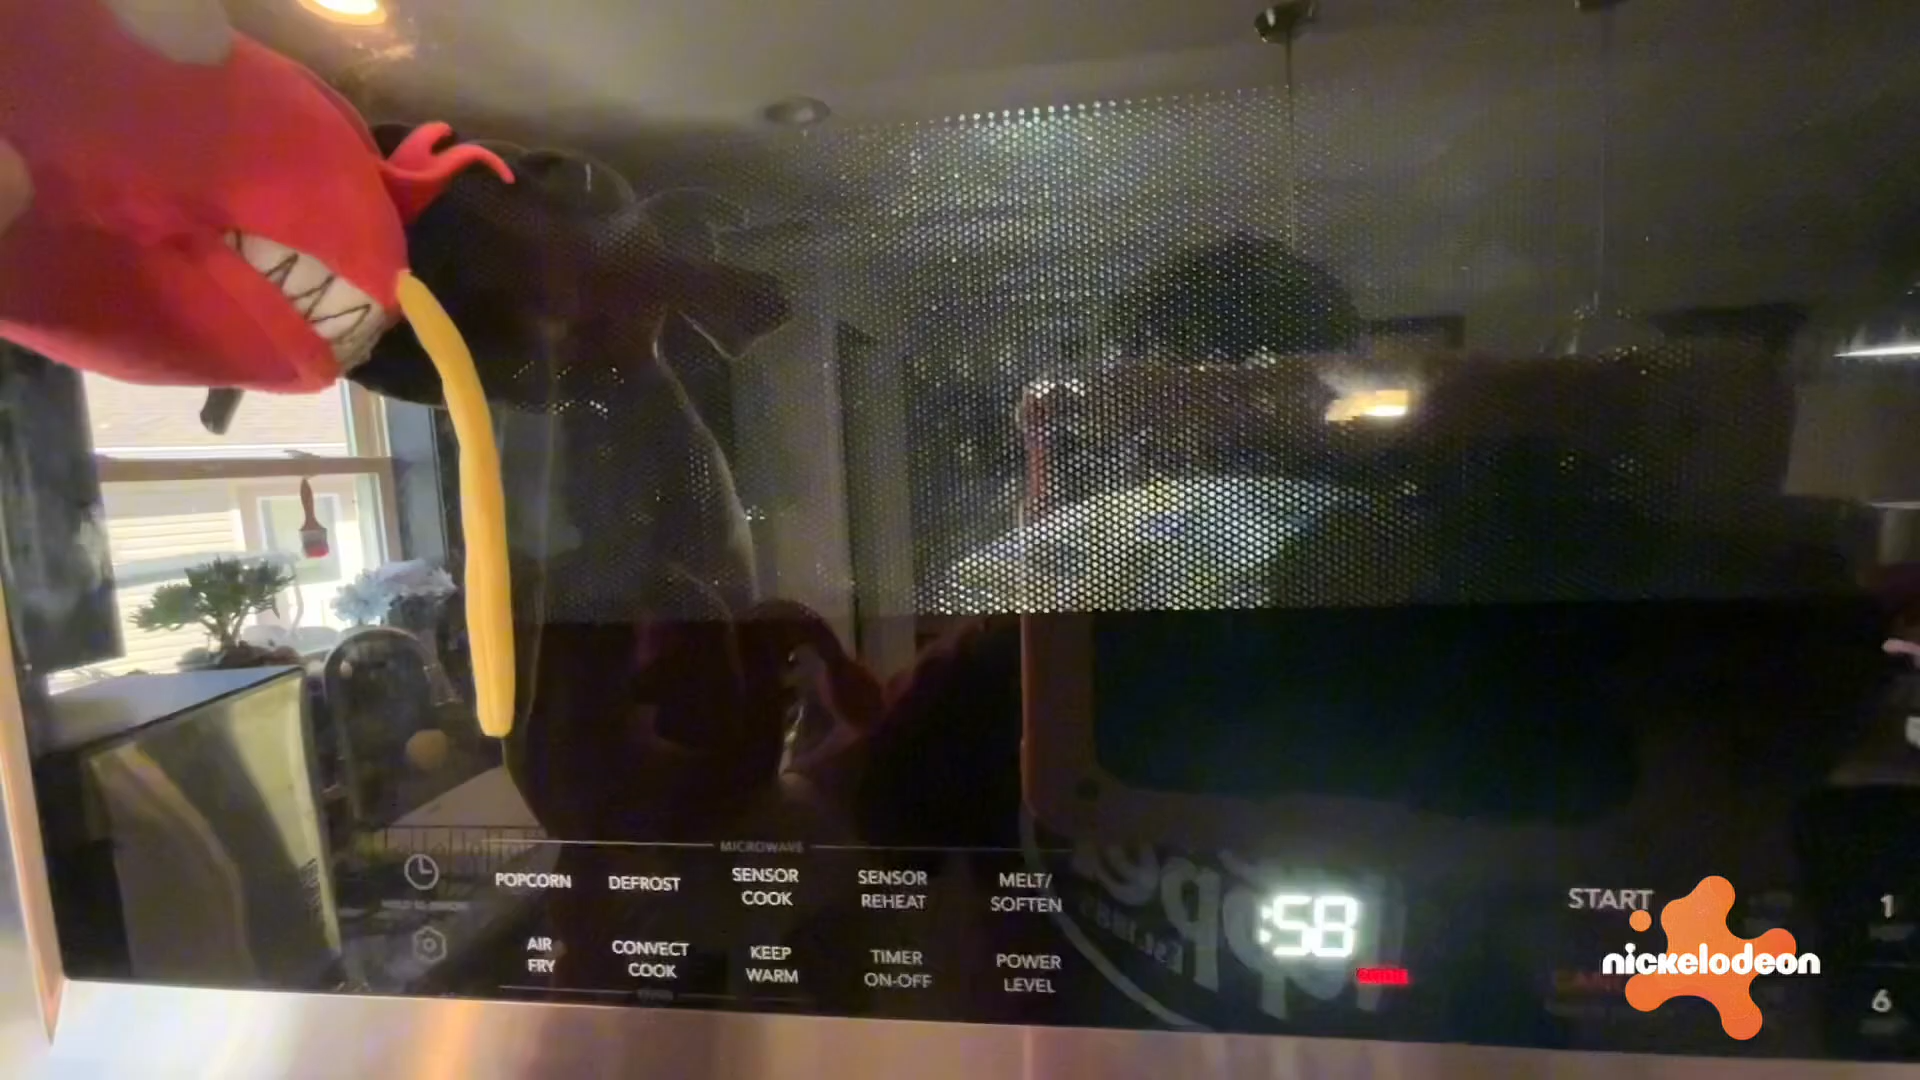 MICROWAVE
POPCORN
DEFROST
SENSOR
COOK
SENSOR
REHEAT
MELT/
SOFTEN
AIR
FRY
CONVECT
COOK
KEEP
WARM
TIMER
ON-OFF
POWER
LEVEL
:58
START
1
6
nickelodeon